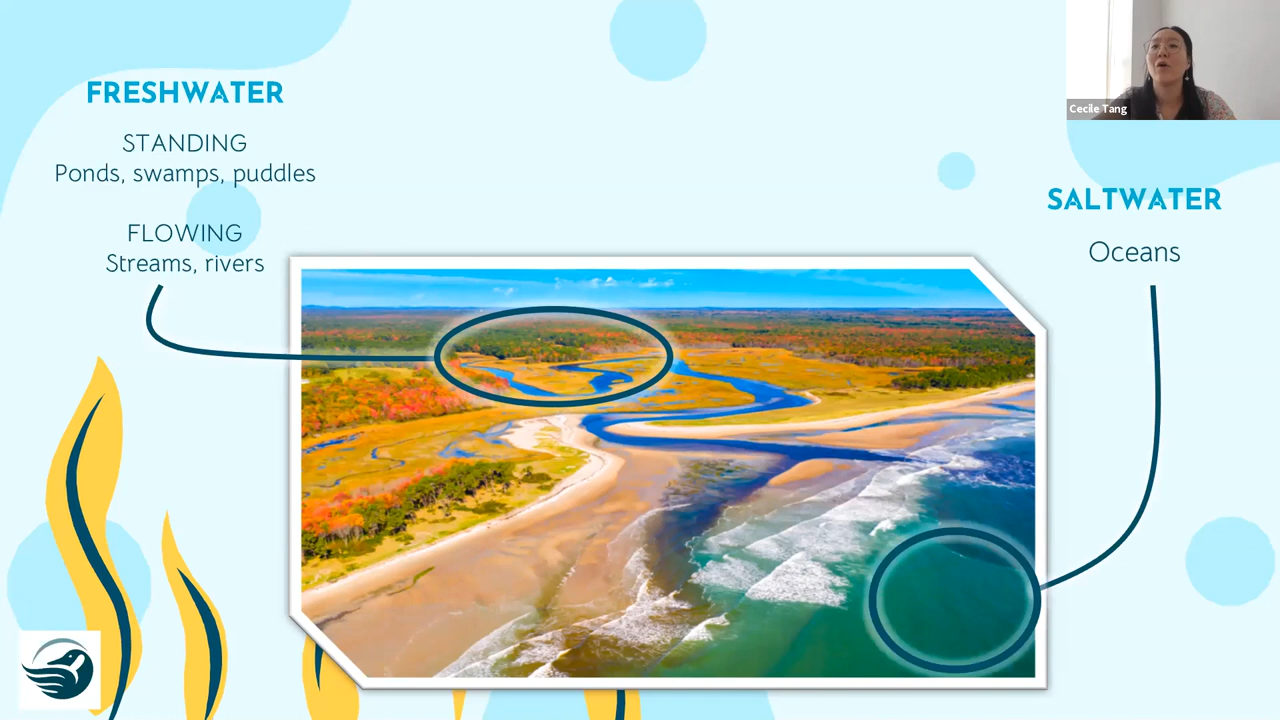 FRESHWATER
STANDING
Ponds, swamps, puddles
FLOWING
Streams, rivers
Cecile Tang
SALTWATER
Oceans